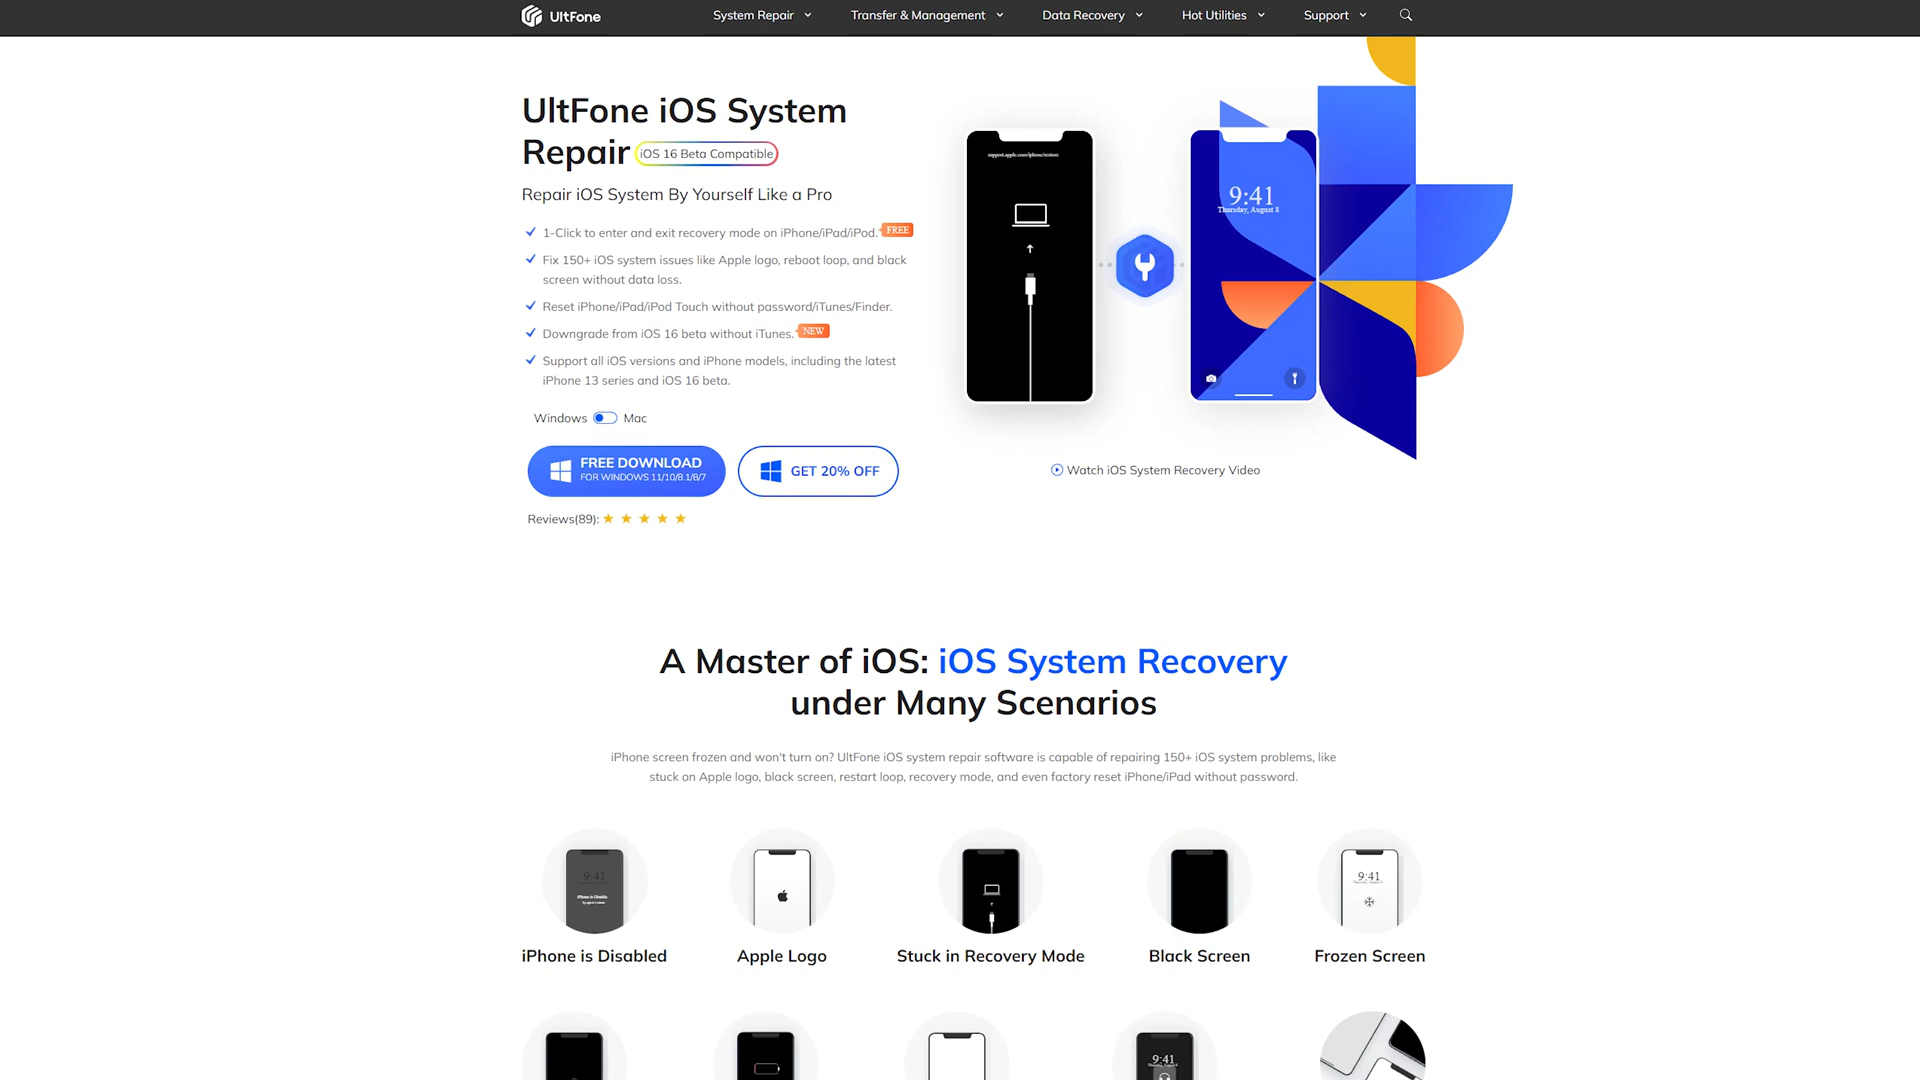 UltFone
System Repair
Transfer & Management
Data Recovery
Hot Utilities
Support
UltFone iOS System
Repair iOS 16 Beta Compatible
Repair iOS System By Yourself Like a Pro
1-Click to enter and exit recovery mode on iPhone/iPad/iPod. FREE
Fix 150+ iOS system issues like Apple logo, reboot loop, and black
screen without data loss.
Reset iPhone/iPad/iPod Touch without password/iTunes/Finder.
Downgrade from iOS 16 beta without iTunes. NEW
Support all iOS versions and iPhone models, including the latest
iPhone 13 series and iOS 16 beta.
Windows Mac
FREE DOWNLOAD
FOR WINDOWS 11/10/8.1/8/7
GET 20% OFF
Reviews(89):
support.apple.com/iphone/restore
9:41
Thursday, August 8
Watch iOS System Recovery Video
A Master of iOS: iOS System Recovery
under Many Scenarios
iPhone screen frozen and won't turn on? UltFone iOS system repair software is capable of repairing 150+ iOS system problems, like
stuck on Apple logo, black screen, restart loop, recovery mode, and even factory reset iPhone/iPad without password.
9:41
iPhone is Disable
9:41
iPhone is Disabled
Apple Logo
Stuck in Recovery Mode
Black Screen
Frozen Screen
9:41